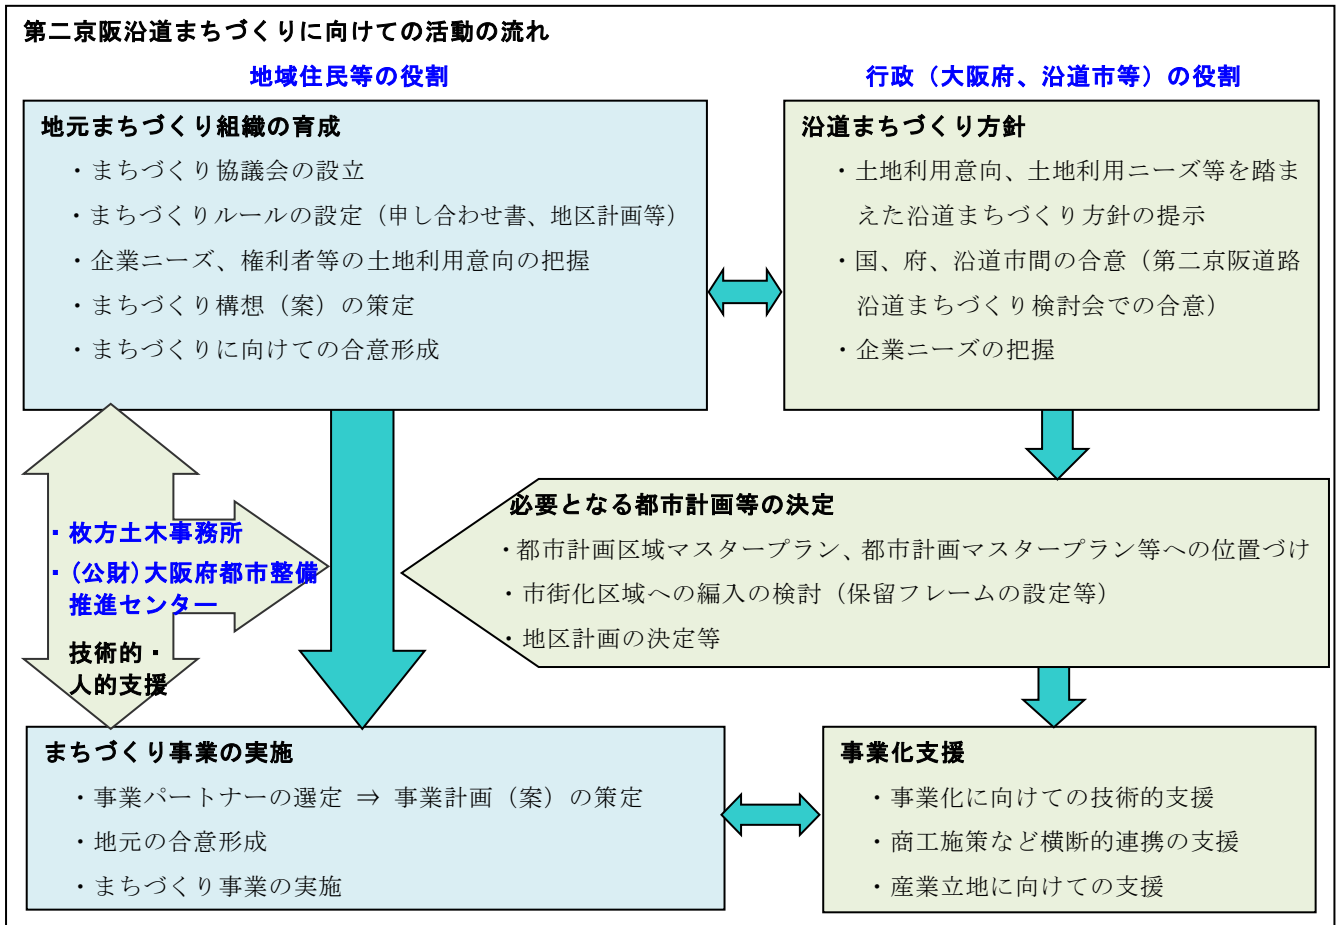 第二京阪沿道まちづくりに向けての活動の流れ
地域住民等の役割
行政（大阪府、沿道市等）の役割
地元まちづくり組織の育成
・まちづくり協議会の設立
・まちづくりルールの設定（申し合わせ書、地区計画等）
・企業ニーズ、権利者等の土地利用意向の把握
・まちづくり構想（案）の策定
・まちづくりに向けての合意形成
沿道まちづくり方針
・土地利用意向、土地利用ニーズ等を踏ま
えた沿道まちづくり方針の提示
・国、府、沿道市間の合意（第二京阪道路
沿道まちづくり検討会での合意）
・企業ニーズの把握
・枚方土木事務所
・(公財)大阪府都市整備
推進センター
技術的・
人的支援
必要となる都市計画等の決定
・都市計画区域マスタープラン、都市計画マスタープラン等への位置づけ
・市街化区域への編入の検討（保留フレームの設定等）
・地区計画の決定等
まちづくり事業の実施
・事業パートナーの選定 ⇒ 事業計画（案）の策定
・地元の合意形成
・まちづくり事業の実施
事業化支援
・事業化に向けての技術的支援
・商工施策など横断的連携の支援
・産業立地に向けての支援